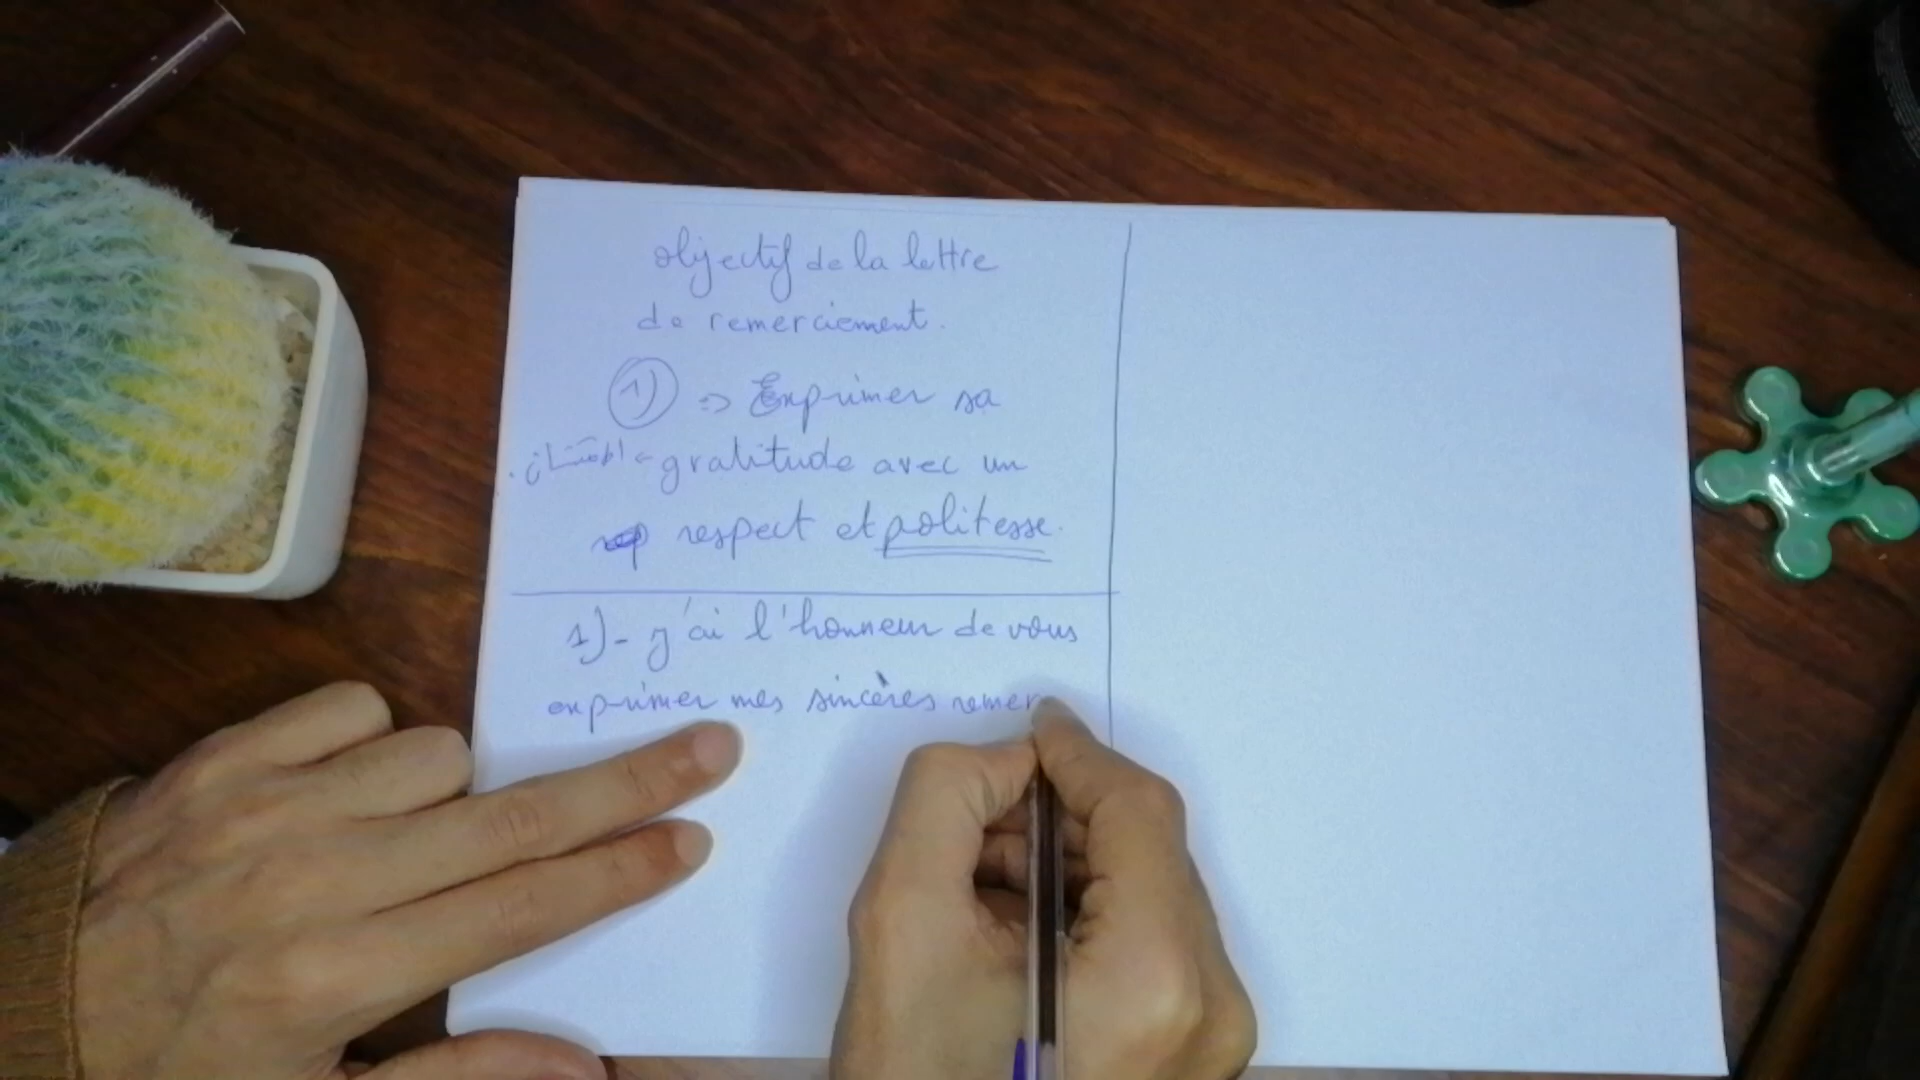 objectif de la lettre
de remerciement.
1) => Exprimer sa
gratitude avec un
respect et politesse.
1)- j'ai l'honneur de vous
exprimer mes sincères remer